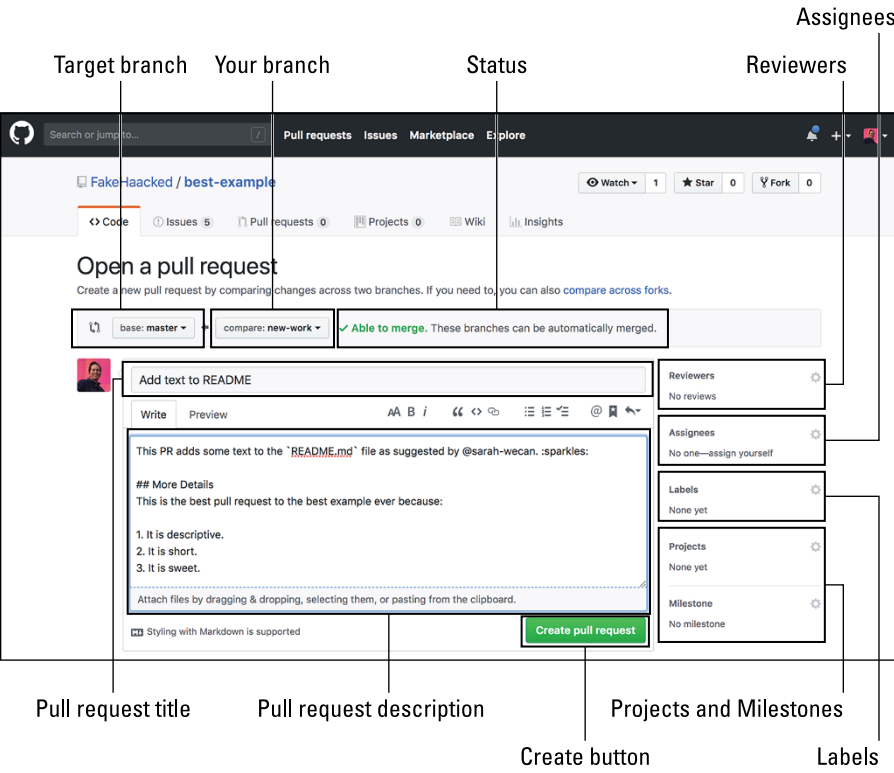 Assignees
Target branch Your branch Status Reviewers
Search or jump to... /
Pull requests Issues Marketplace Explore
FakeHaacked / best-example
Watch 1 Star 0 Fork 0
Code Issues 5 Pull requests 0 Projects 0 Wiki Insights
Open a pull request
Create a new pull request by comparing changes across two branches. If you need to, you can also compare across forks.
base: master compare: new-work Able to merge. These branches can be automatically merged.
Add text to README
Write Preview
AA B i
This PR adds some text to the `README.md` file as suggested by @sarah-wecan. :sparkles:
## More Details
This is the best pull request to the best example ever because:
1. It is descriptive.
2. It is short.
3. It is sweet.
Attach files by dragging & dropping, selecting them, or pasting from the clipboard.
Styling with Markdown is supported
Create pull request
Reviewers
No reviews
Assignees
No one—assign yourself
Labels
None yet
Projects
None yet
Milestone
No milestone
Pull request title Pull request description Projects and Milestones
Create button Labels